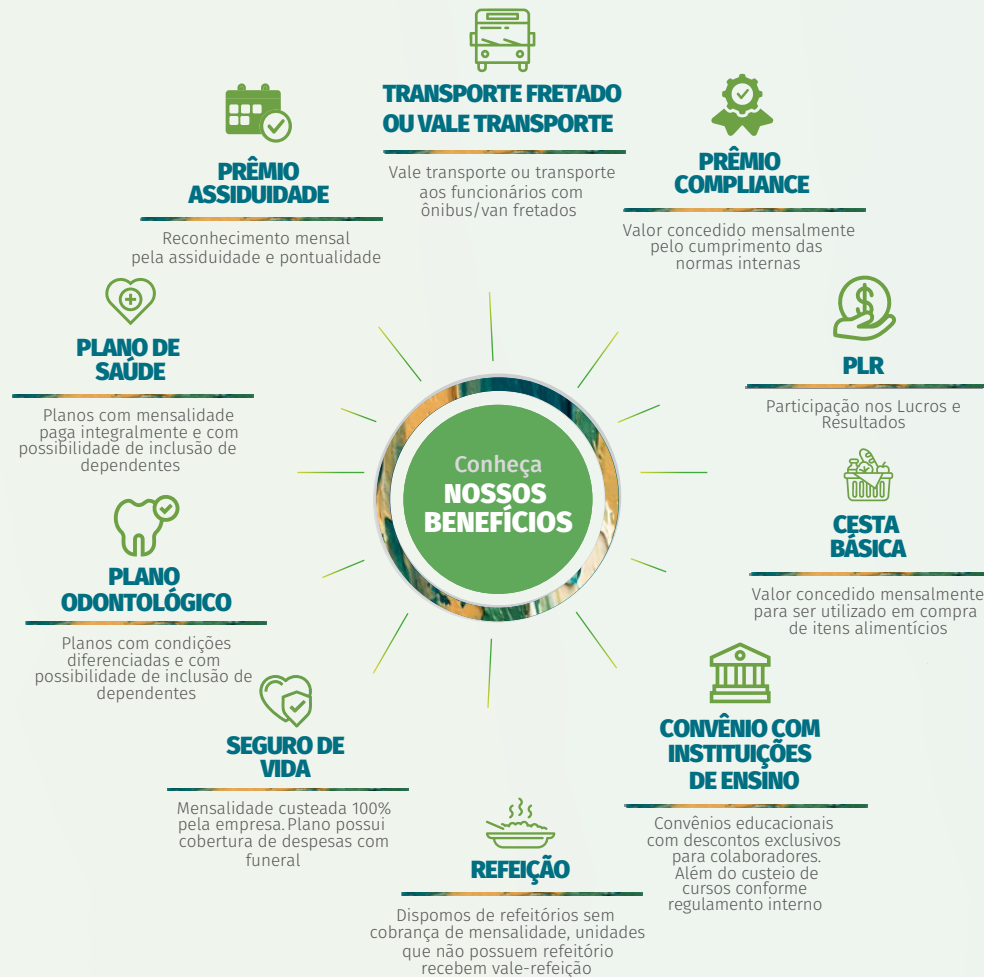 TRANSPORTE FRETADO
OU VALE TRANSPORTE
Vale transporte ou transporte
aos funcionários com
ônibus/van fretados
PRÊMIO
ASSIDUIDADE
Reconhecimento mensal
pela assiduidade e pontualidade
PRÊMIO
COMPLIANCE
Valor concedido mensalmente
pelo cumprimento das
normas internas
PLANO DE
SAÚDE
Planos com mensalidade
paga integralmente e com
possibilidade de inclusão de
dependentes
PLR
Participação nos Lucros e
Resultados
Conheça
NOSSOS
BENEFÍCIOS
CESTA
BÁSICA
Valor concedido mensalmente
para ser utilizado em compra
de itens alimentícios
PLANO
ODONTOLÓGICO
Planos com condições
diferenciadas e com
possibilidade de inclusão de
dependentes
SEGURO DE
VIDA
Mensalidade custeada 100%
pela empresa. Plano possui
cobertura de despesas com
funeral
CONVÊNIO COM
INSTITUIÇÕES
DE ENSINO
Convênios educacionais
com descontos exclusivos
para colaboradores.
Além do custeio de
cursos conforme
regulamento interno
REFEIÇÃO
Dispomos de refeitórios sem
cobrança de mensalidade, unidades
que não possuem refeitório
recebem vale-refeição